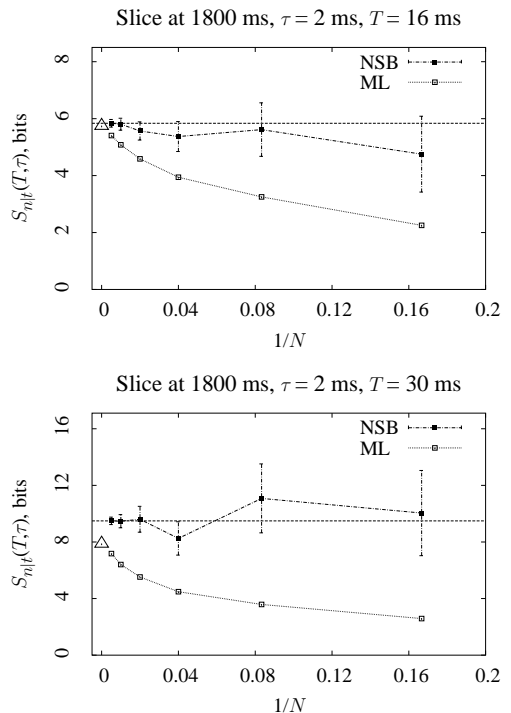 Slice at 1800 ms, τ = 2 ms, T = 16 ms
NSB
ML
8
6
4
2
0
S_{n|t}(T,τ), bits
0 0.04 0.08 0.12 0.16 0.2
1/N
Slice at 1800 ms, τ = 2 ms, T = 30 ms
NSB
ML
16
12
8
4
0
S_{n|t}(T,τ), bits
0 0.04 0.08 0.12 0.16 0.2
1/N